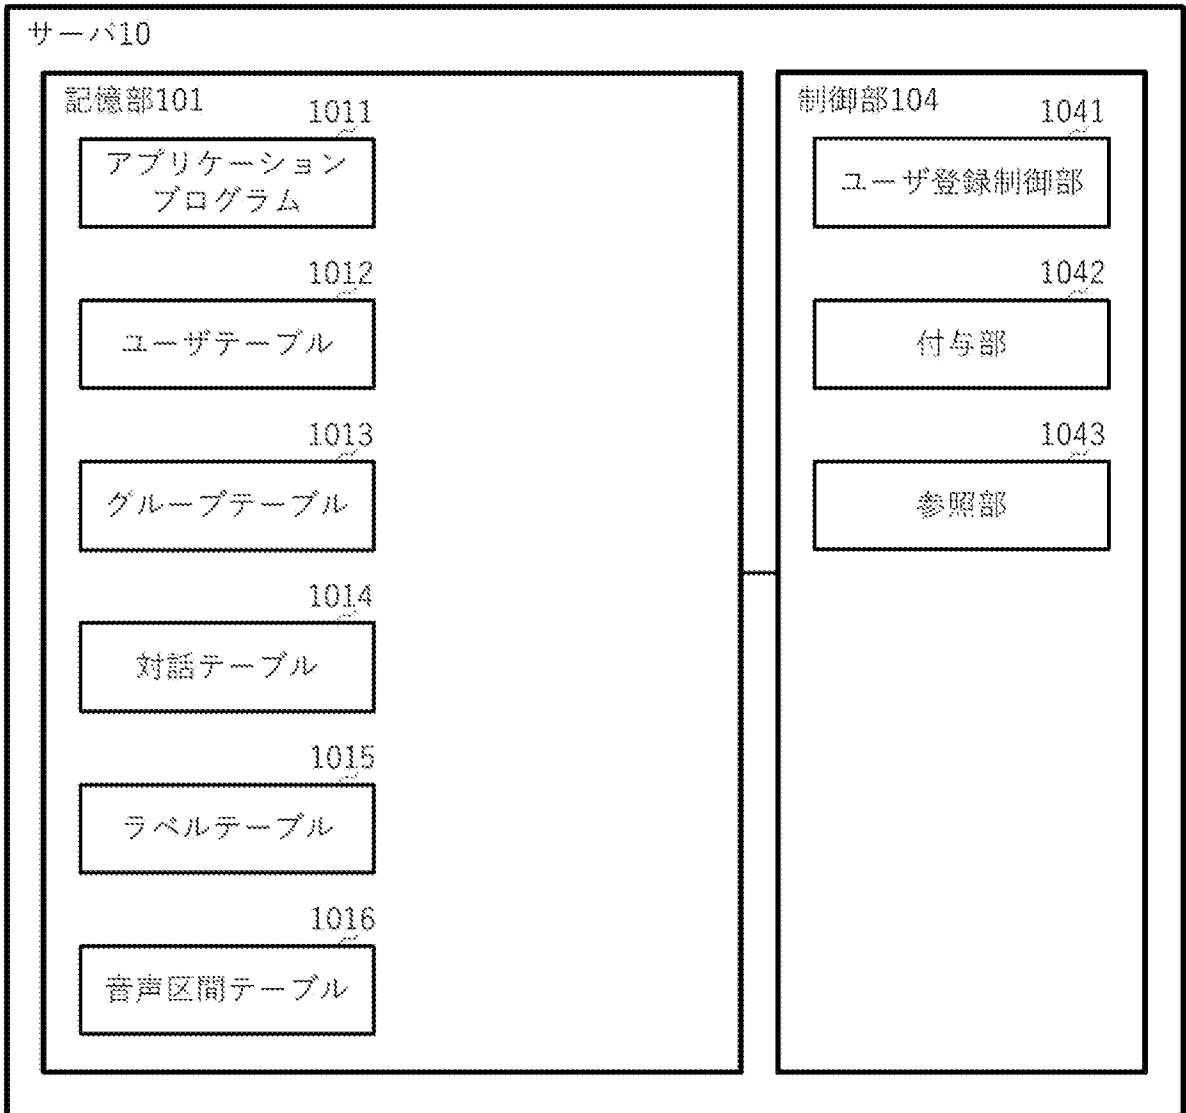 サーバ10
記憶部101
1011
アプリケーション
プログラム
1012
ユーザテーブル
1013
グループテーブル
1014
対話テーブル
1015
ラベルテーブル
1016
音声区間テーブル
制御部104
1041
ユーザ登録制御部
1042
付与部
1043
参照部